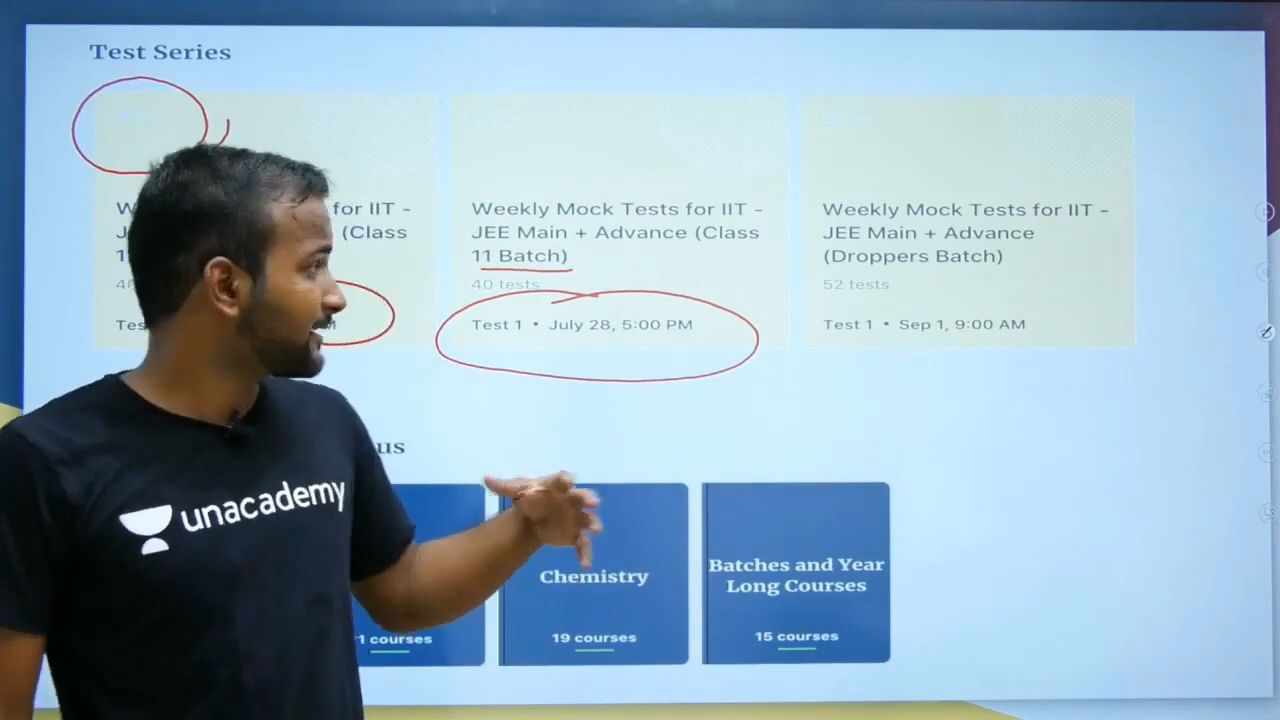 Test Series
for IIT -
(Class
Weekly Mock Tests for IIT -
JEE Main + Advance (Class
11 Batch)
40 tests
Test 1 • July 28, 5:00 PM
Weekly Mock Tests for IIT -
JEE Main + Advance
(Droppers Batch)
52 tests
Test 1 • Sep 1, 9:00 AM
us
courses
Chemistry
19 courses
Batches and Year
Long Courses
15 courses
unacademy